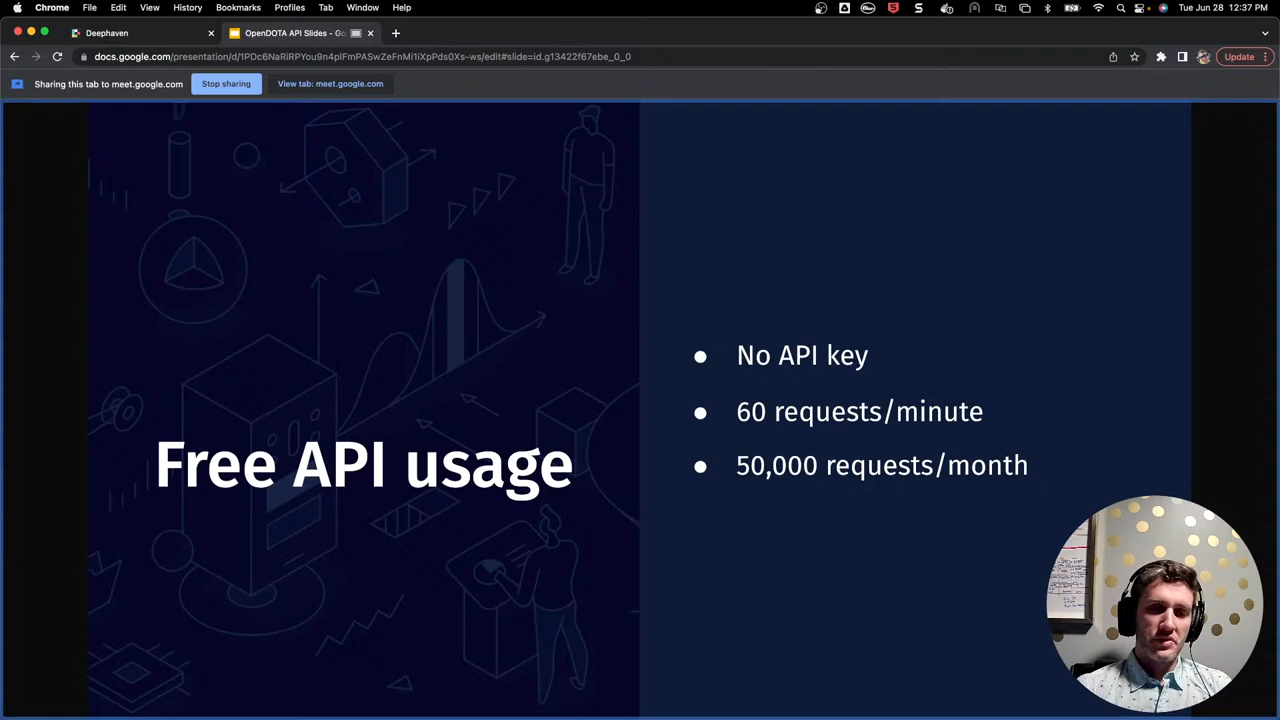 Chrome File Edit View History Bookmarks Profiles Tab Window Help
Tue Jun 28 12:37 PM
Deephaven
OpenDOTA API Slides - Go
docs.google.com/presentation/d/1PDc6NaRiRPYou9n4pIFmPASwZeFnMi1iXpPds0Xs-ws/edit#slide=id.g13422f67ebe_0_0
Update
Sharing this tab to meet.google.com
Stop sharing
View tab: meet.google.com
Free API usage
● No API key
● 60 requests/minute
● 50,000 requests/month